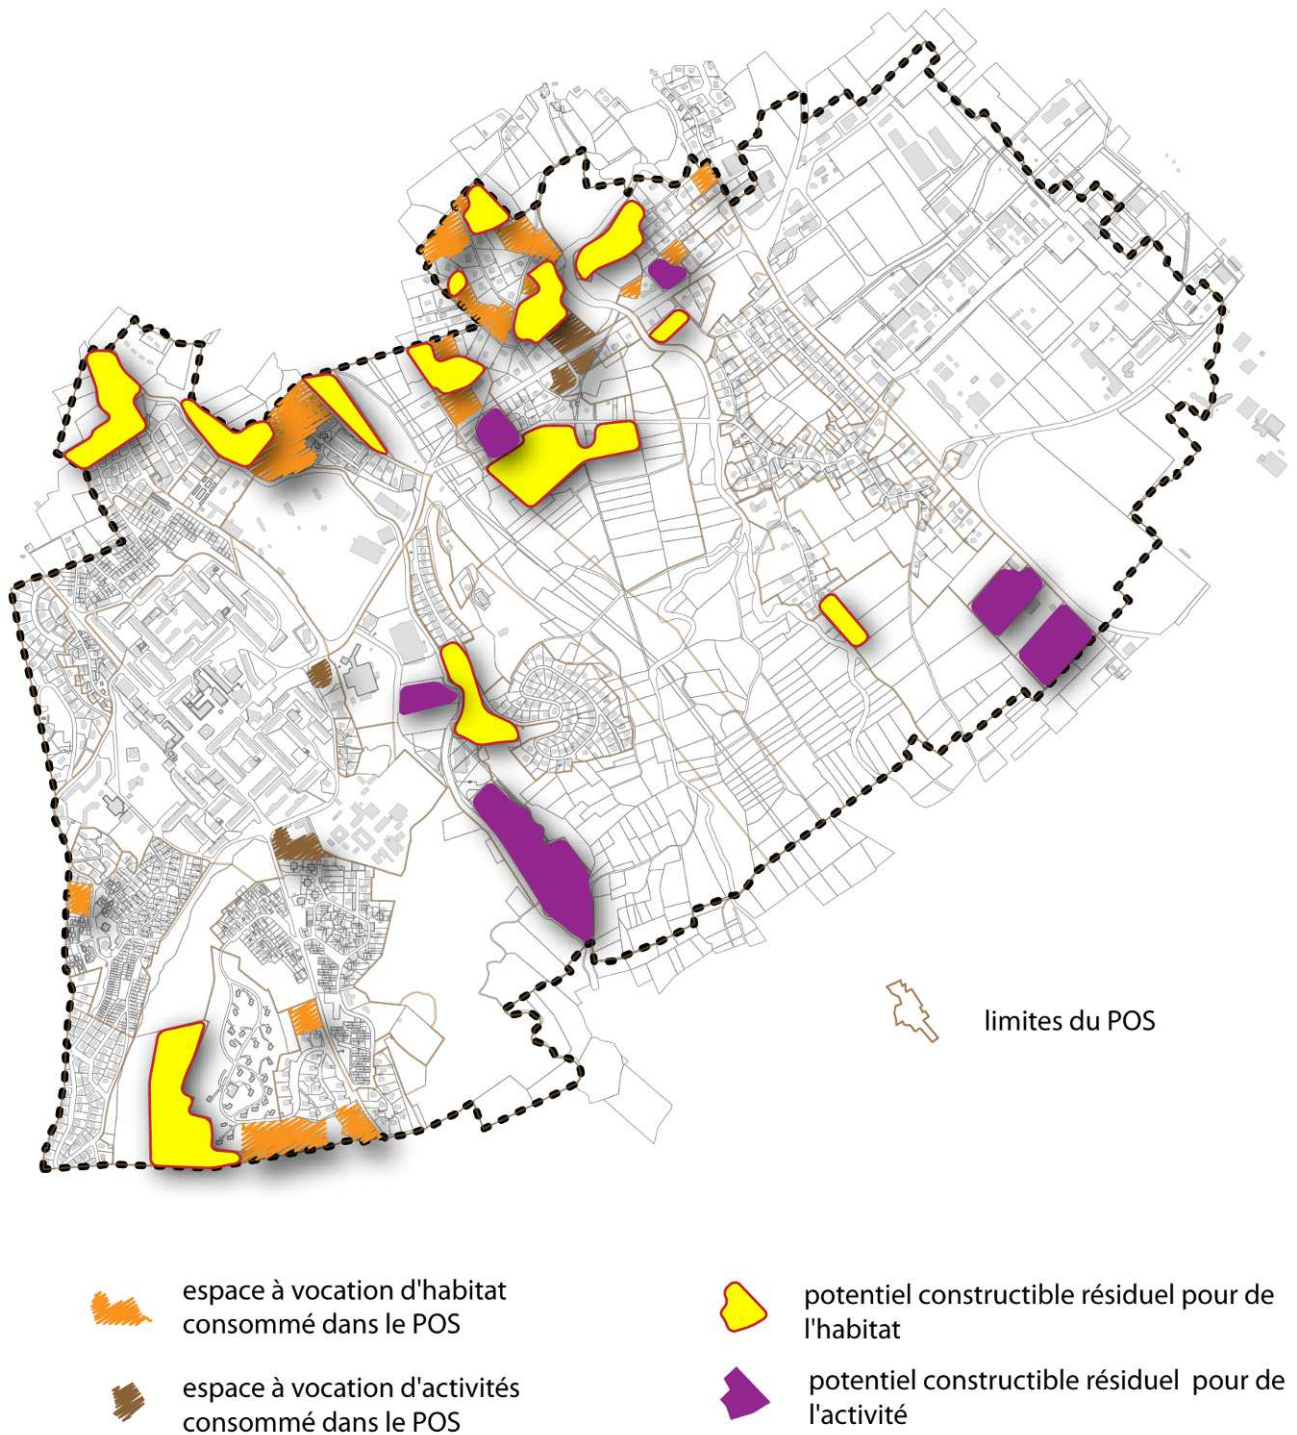 limites du POS
espace à vocation d'habitat
consommé dans le POS
potentiel constructible résiduel pour de
l'habitat
espace à vocation d'activités
consommé dans le POS
potentiel constructible résiduel pour de
l'activité